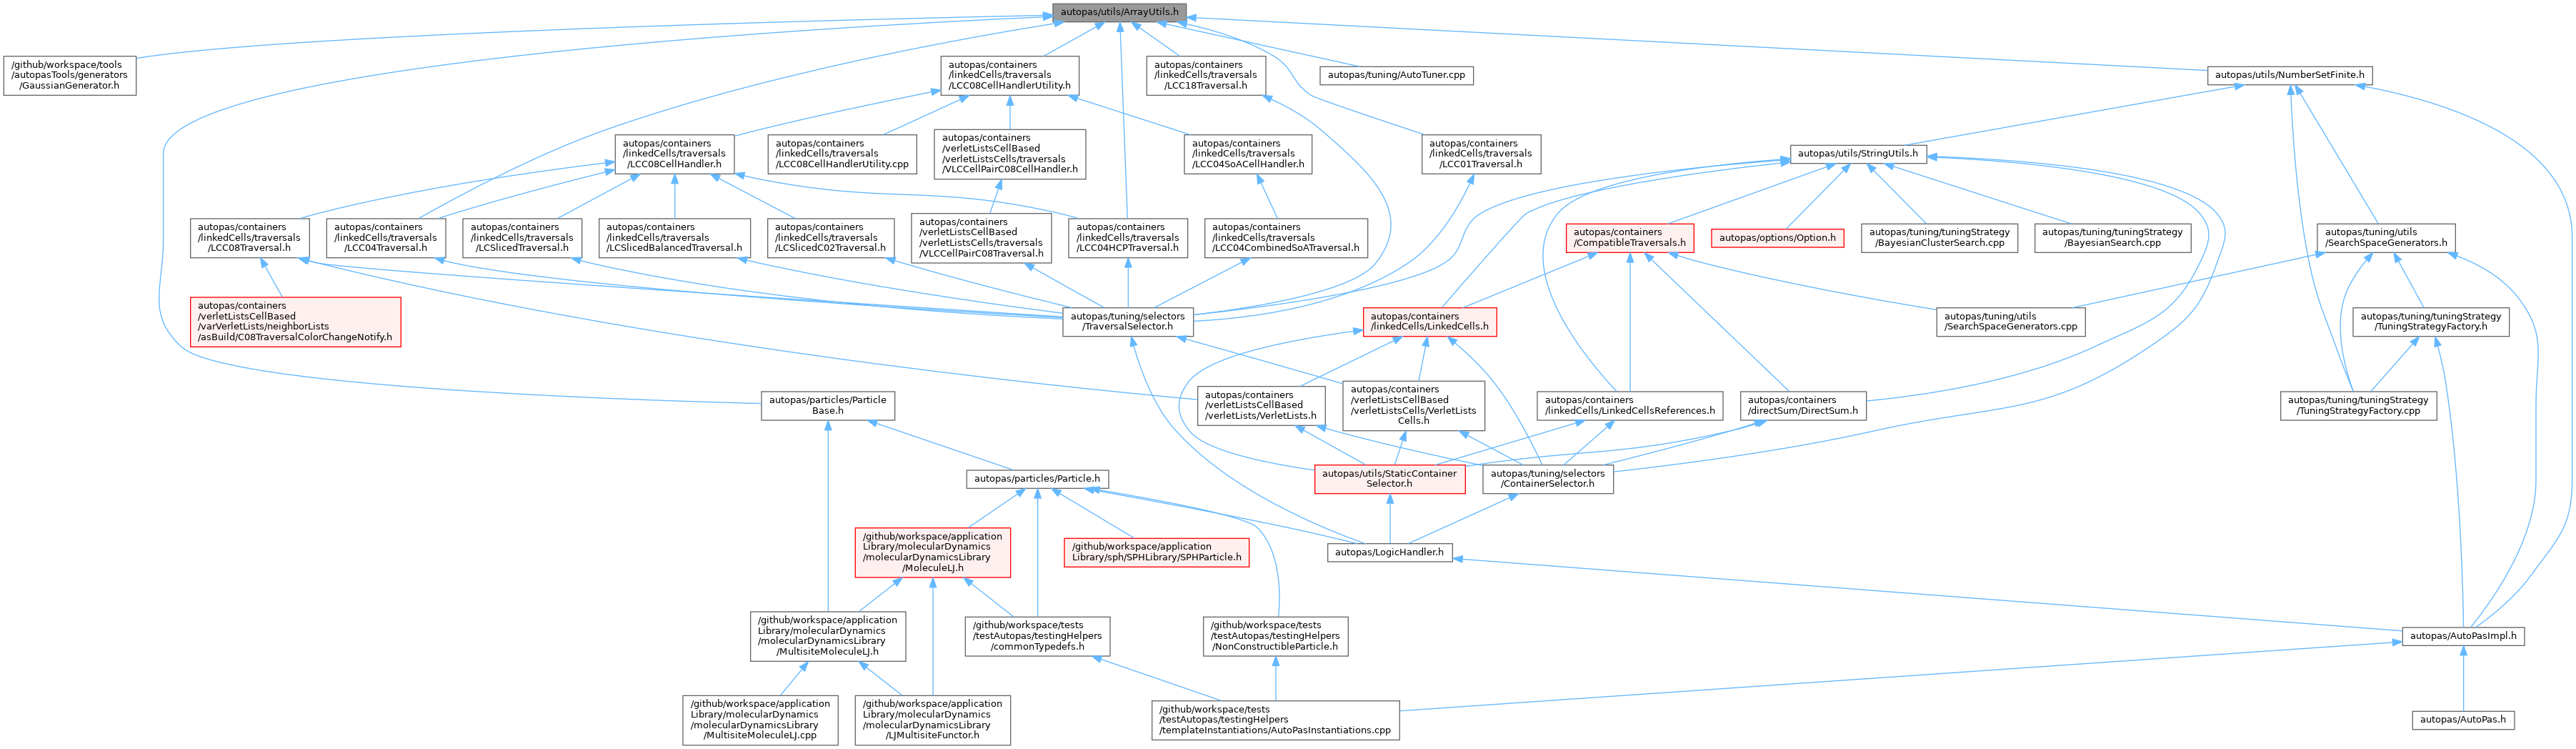 autopas/utils/ArrayUtils.h
/github/workspace/tools
/autopasTools/generators
/GaussianGenerator.h
autopas/containers
/linkedCells/traversals
/LCC08CellHandlerUtility.h
autopas/containers
/linkedCells/traversals
/LCC18Traversal.h
autopas/tuning/AutoTuner.cpp
autopas/utils/NumberSetFinite.h
autopas/containers
/linkedCells/traversals
/LCC08CellHandler.h
autopas/containers
/linkedCells/traversals
/LCC08CellHandlerUtility.cpp
autopas/containers
/verletListsCellBased
/verletListsCells/traversals
/VLCCellPairC08CellHandler.h
autopas/containers
/linkedCells/traversals
/LCC04SoACellHandler.h
autopas/containers
/linkedCells/traversals
/LCC01Traversal.h
autopas/utils/StringUtils.h
autopas/containers
/linkedCells/traversals
/LCC08Traversal.h
autopas/containers
/linkedCells/traversals
/LCC04Traversal.h
autopas/containers
/linkedCells/traversals
/LCSlicedTraversal.h
autopas/containers
/linkedCells/traversals
/LCSlicedBalancedTraversal.h
autopas/containers
/linkedCells/traversals
/LCSlicedC02Traversal.h
autopas/containers
/verletListsCellBased
/verletListsCells/traversals
/VLCCellPairC08Traversal.h
autopas/containers
/linkedCells/traversals
/LCC04HCPTraversal.h
autopas/containers
/linkedCells/traversals
/LCC04CombinedSoATraversal.h
autopas/containers
/CompatibleTraversals.h
autopas/options/Option.h
autopas/tuning/tuningStrategy
/BayesianClusterSearch.cpp
autopas/tuning/tuningStrategy
/BayesianSearch.cpp
autopas/tuning/utils
/SearchSpaceGenerators.h
autopas/containers
/verletListsCellBased
/varVerletLists/neighborLists
/asBuild/C08TraversalColorChangeNotify.h
autopas/tuning/selectors
/TraversalSelector.h
autopas/containers
/linkedCells/LinkedCells.h
autopas/tuning/utils
/SearchSpaceGenerators.cpp
autopas/tuning/tuningStrategy
/TuningStrategyFactory.h
autopas/particles/Particle
Base.h
autopas/containers
/verletListsCellBased
/verletLists/VerletLists.h
autopas/containers
/verletListsCellBased
/verletListsCells/VerletLists
Cells.h
autopas/containers
/linkedCells/LinkedCellsReferences.h
autopas/containers
/directSum/DirectSum.h
autopas/tuning/tuningStrategy
/TuningStrategyFactory.cpp
autopas/particles/Particle.h
autopas/utils/StaticContainer
Selector.h
autopas/tuning/selectors
/ContainerSelector.h
/github/workspace/application
Library/molecularDynamics
/molecularDynamicsLibrary
/MoleculeLJ.h
/github/workspace/application
Library/sph/SPHLibrary/SPHParticle.h
autopas/LogicHandler.h
/github/workspace/application
Library/molecularDynamics
/molecularDynamicsLibrary
/MultisiteMoleculeLJ.h
/github/workspace/tests
/testAutopas/testingHelpers
/commonTypedefs.h
/github/workspace/tests
/testAutopas/testingHelpers
/NonConstructibleParticle.h
autopas/AutoPasImpl.h
/github/workspace/application
Library/molecularDynamics
/molecularDynamicsLibrary
/MultisiteMoleculeLJ.cpp
/github/workspace/application
Library/molecularDynamics
/molecularDynamicsLibrary
/LJMultisiteFunctor.h
/github/workspace/tests
/testAutopas/testingHelpers
/templateInstantiations/AutoPasInstantiations.cpp
autopas/AutoPas.h